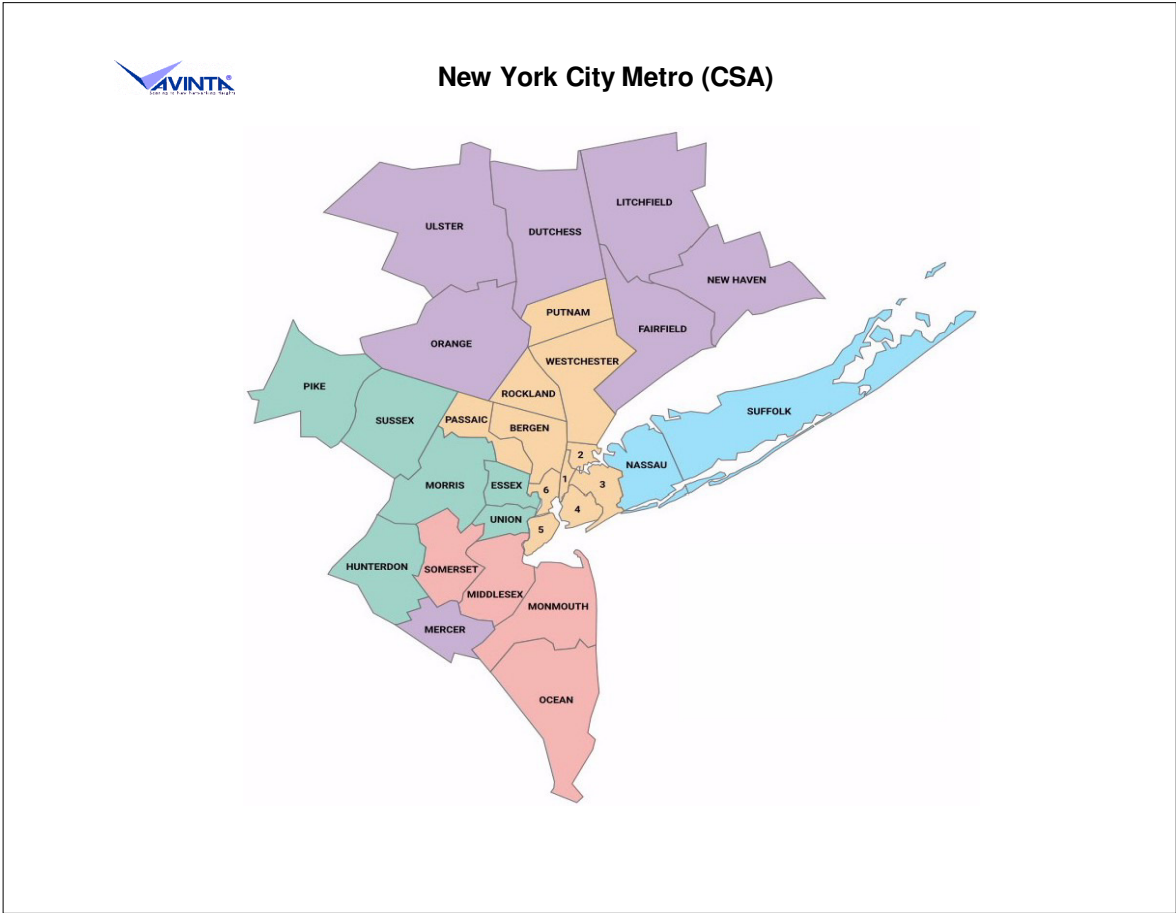 AVINTA®
New York City Metro (CSA)
LITCHFIELD
ULSTER
DUTCHESS
NEW HAVEN
PUTNAM
FAIRFIELD
ORANGE
WESTCHESTER
PIKE
ROCKLAND
SUFFOLK
SUSSEX
PASSAIC
BERGEN
2
NASSAU
1
MORRIS
ESSEX
3
6
4
UNION
5
HUNTERDON
SOMERSET
MIDDLESEX
MONMOUTH
MERCER
OCEAN